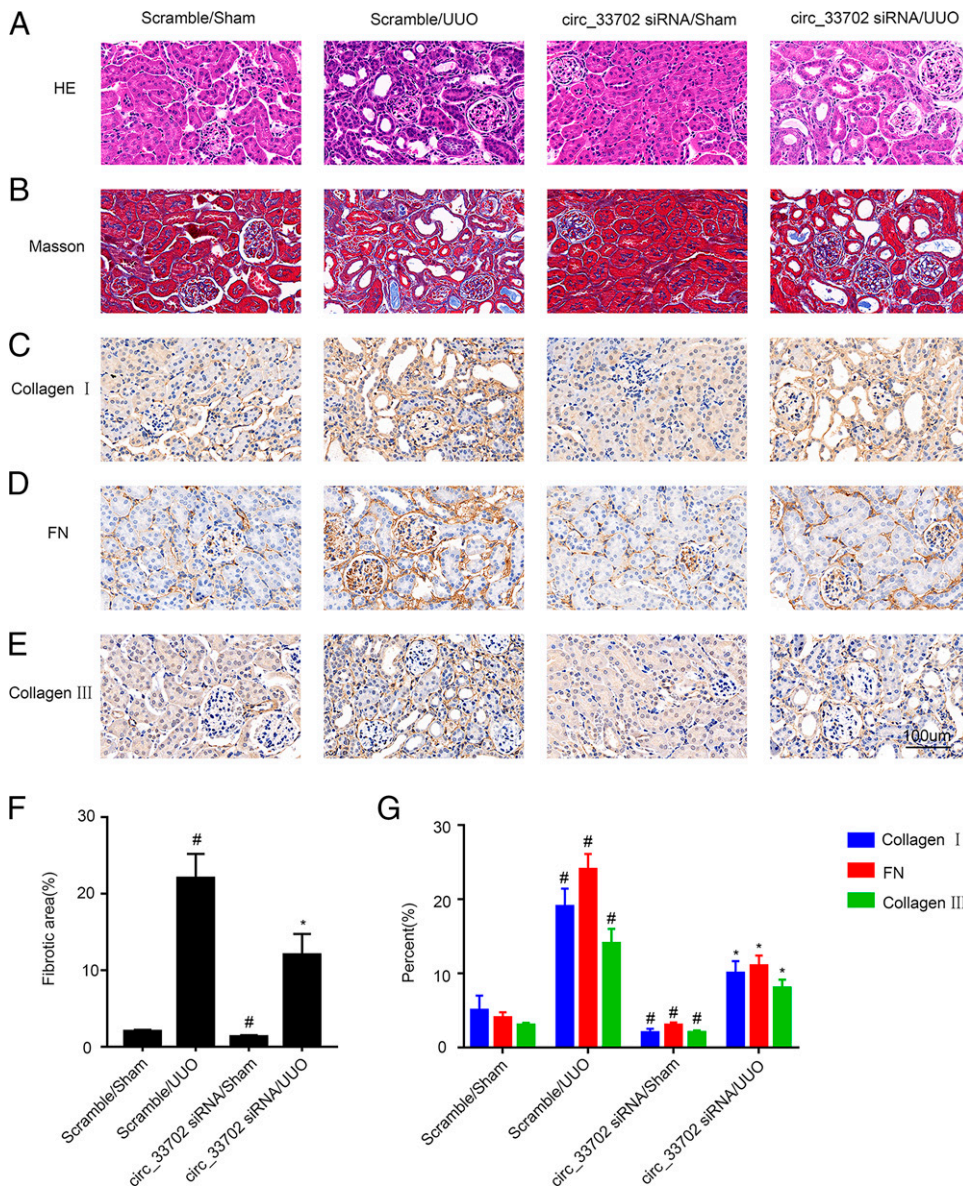 A
Scramble/Sham
Scramble/UUO
circ_33702 siRNA/Sham
circ_33702 siRNA/UUO
HE
B
Masson
C
Collagen Ⅰ
D
FN
E
Collagen Ⅲ
100um
F
Fibrotic area(%)
30
20
10
0
#
#
*
Scramble/Sham
Scramble/UUO
circ_33702 siRNA/Sham
circ_33702 siRNA/UUO
G
Percent(%)
30
20
10
0
# # #
# # #
* * *
Scramble/Sham
Scramble/UUO
circ_33702 siRNA/Sham
circ_33702 siRNA/UUO
Collagen Ⅰ
FN
Collagen Ⅲ